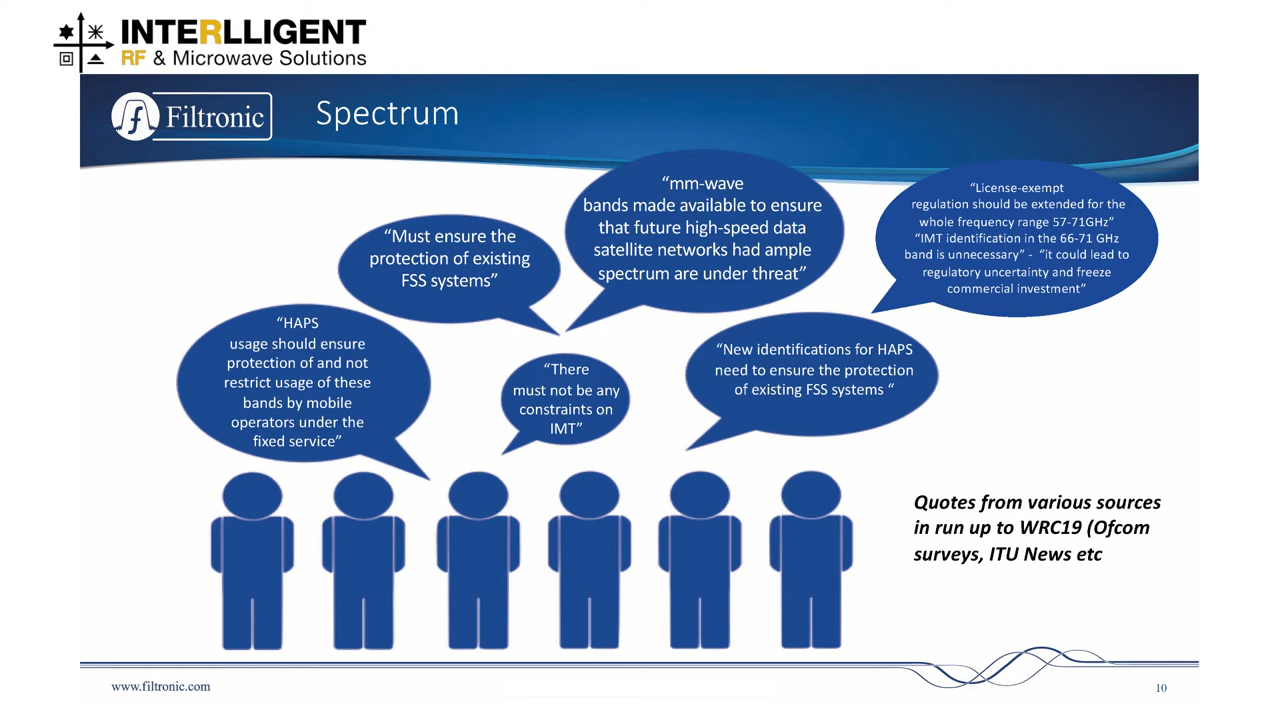 INTERLLIGENT
RF & Microwave Solutions
Filtronic
Spectrum
“mm-wave
bands made available to ensure
that future high-speed data
satellite networks had ample
spectrum are under threat”
“License-exempt
regulation should be extended for the
whole frequency range 57-71GHz”
“IMT identification in the 66-71 GHz
band is unnecessary” - “it could lead to
regulatory uncertainty and freeze
commercial investment”
“Must ensure the
protection of existing
FSS systems”
“HAPS
usage should ensure
protection of and not
restrict usage of these
bands by mobile
operators under the
fixed service”
“There
must not be any
constraints on
IMT”
“New identifications for HAPS
need to ensure the protection
of existing FSS systems “
Quotes from various sources
in run up to WRC19 (Ofcom
surveys, ITU News etc
www.filtronic.com
10